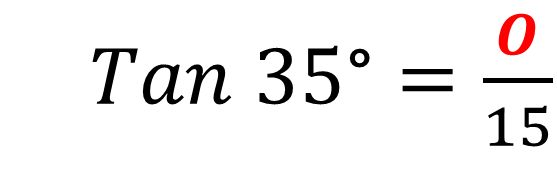 Tan 35° = O/15